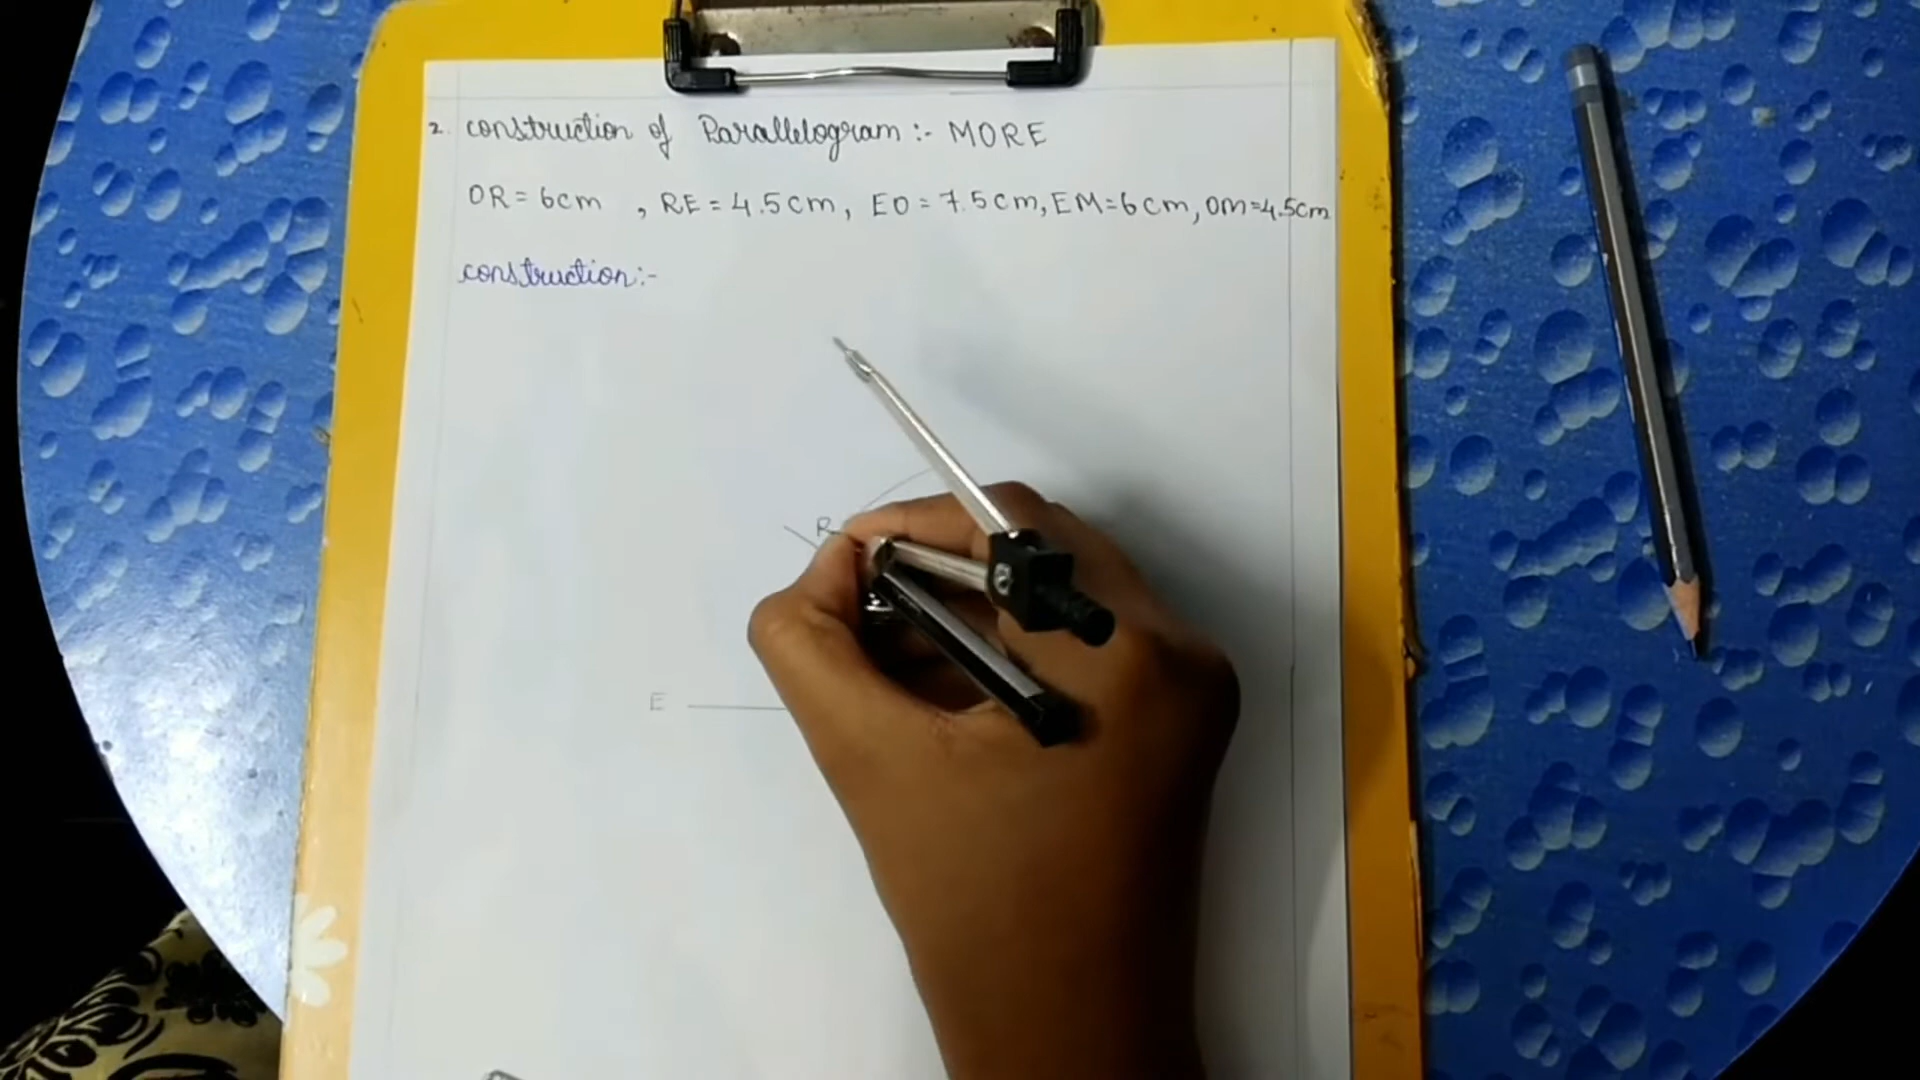 2. construction of Parallelogram :- MORE
OR = 6cm , RE = 4.5cm, EO = 7.5cm, EM=6cm, OM=4.5cm
construction:-
R
E